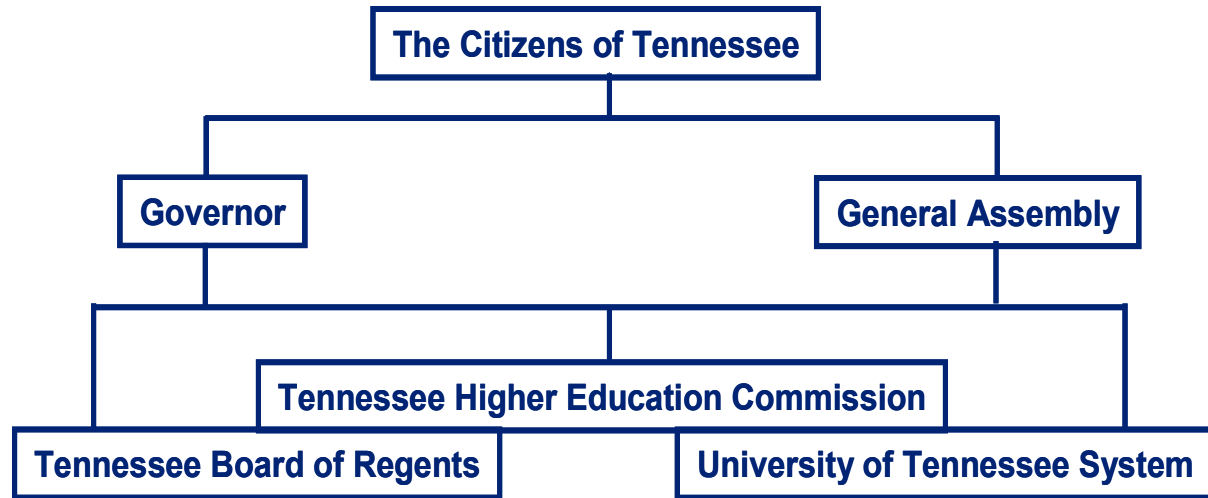 The Citizens of Tennessee
Governor
General Assembly
Tennessee Higher Education Commission
Tennessee Board of Regents
University of Tennessee System